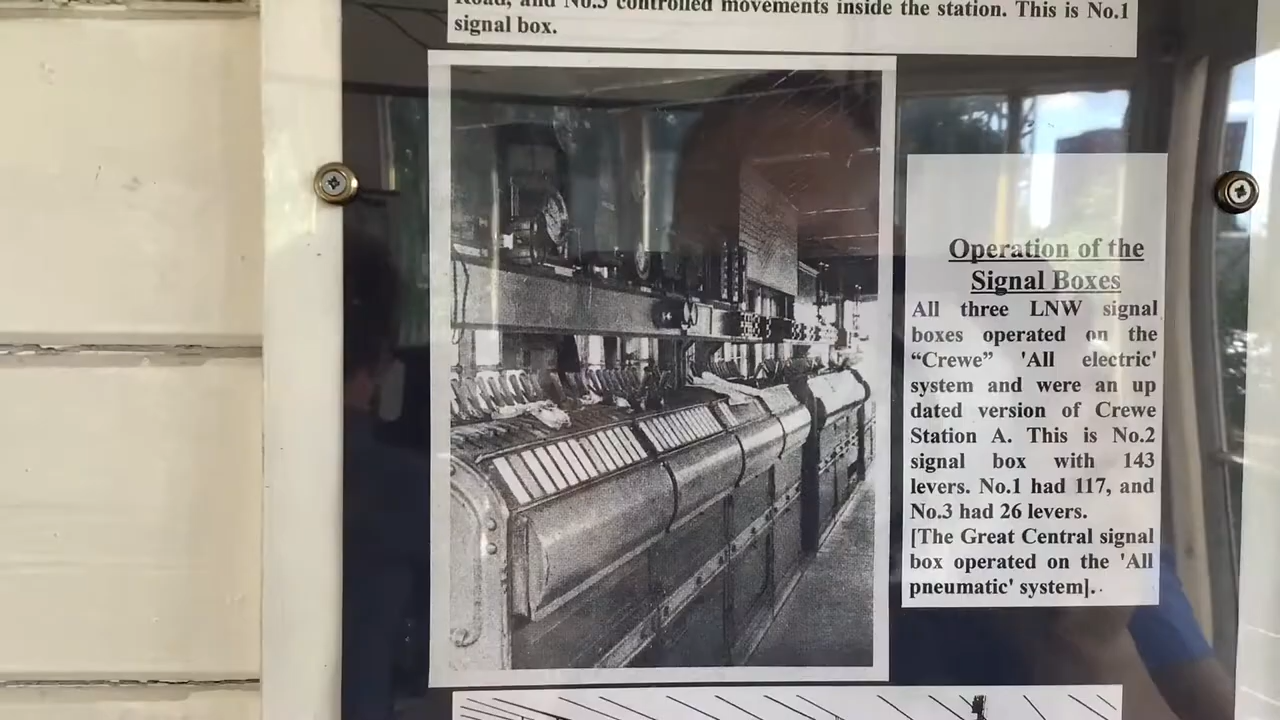 Road, and No.3 controlled movements inside the station. This is No.1
signal box.
Operation of the
Signal Boxes
All three LNW signal
boxes operated on the
“Crewe” 'All electric'
system and were an up
dated version of Crewe
Station A. This is No.2
signal box with 143
levers. No.1 had 117, and
No.3 had 26 levers.
[The Great Central signal
box operated on the 'All
pneumatic' system].